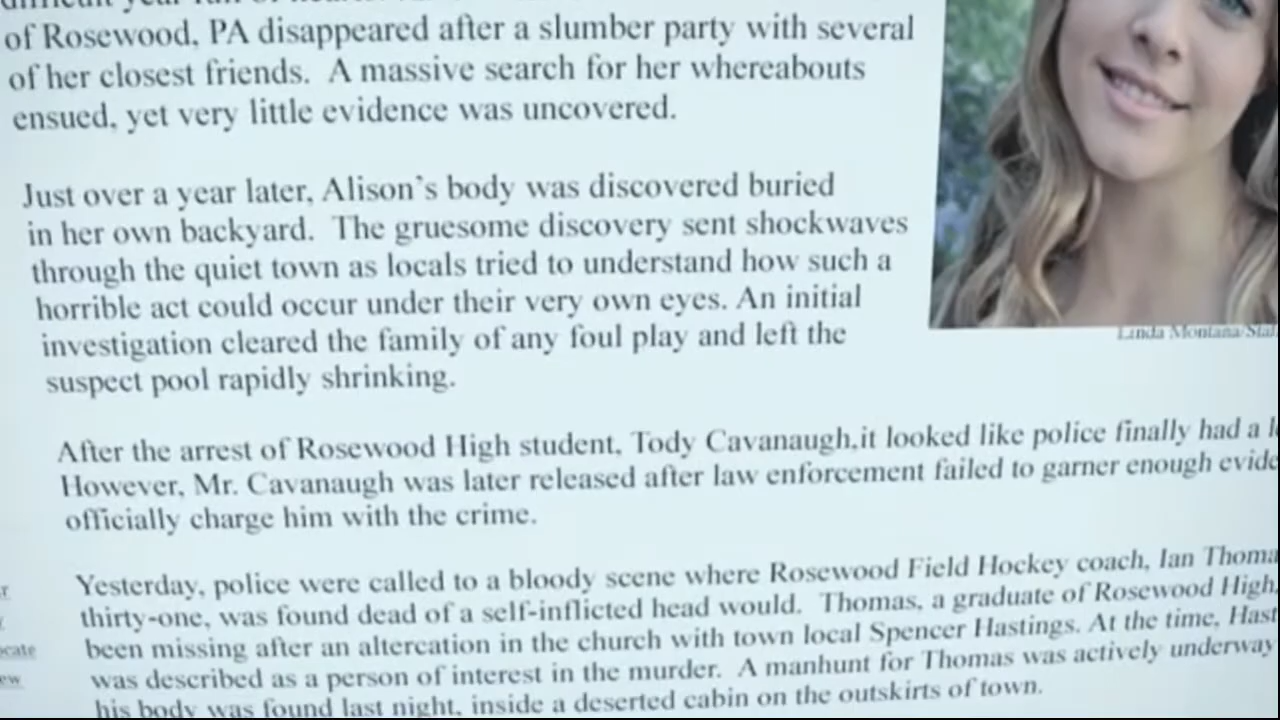 of Rosewood, PA disappeared after a slumber party with several
of her closest friends. A massive search for her whereabouts
ensued, yet very little evidence was uncovered.
Just over a year later, Alison's body was discovered buried
in her own backyard. The gruesome discovery sent shockwaves
through the quiet town as locals tried to understand how such a
horrible act could occur under their very own eyes. An initial
investigation cleared the family of any foul play and left the
suspect pool rapidly shrinking.
Linda Montana/Staf
After the arrest of Rosewood High student, Tody Cavanaugh,it looked like police finally had a
However, Mr. Cavanaugh was later released after law enforcement failed to garner enough evide
officially charge him with the crime.
Yesterday, police were called to a bloody scene where Rosewood Field Hockey coach, Ian Thoma
thirty-one, was found dead of a self-inflicted head would. Thomas, a graduate of Rosewood High,
been missing after an altercation in the church with town local Spencer Hastings. At the time, Hast
was described as a person of interest in the murder. A manhunt for Thomas was actively underway
his body was found last night, inside a deserted cabin on the outskirts of town.
cate
ew